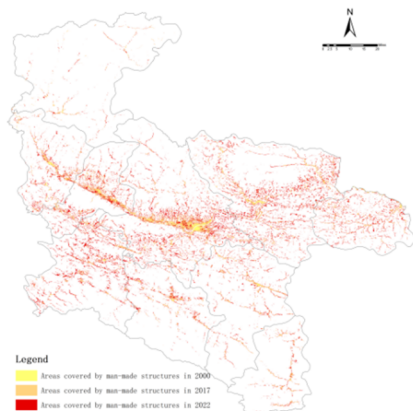 N
Legend
Areas covered by man-made structures in 2000
Areas covered by man-made structures in 2017
Areas covered by man-made structures in 2022